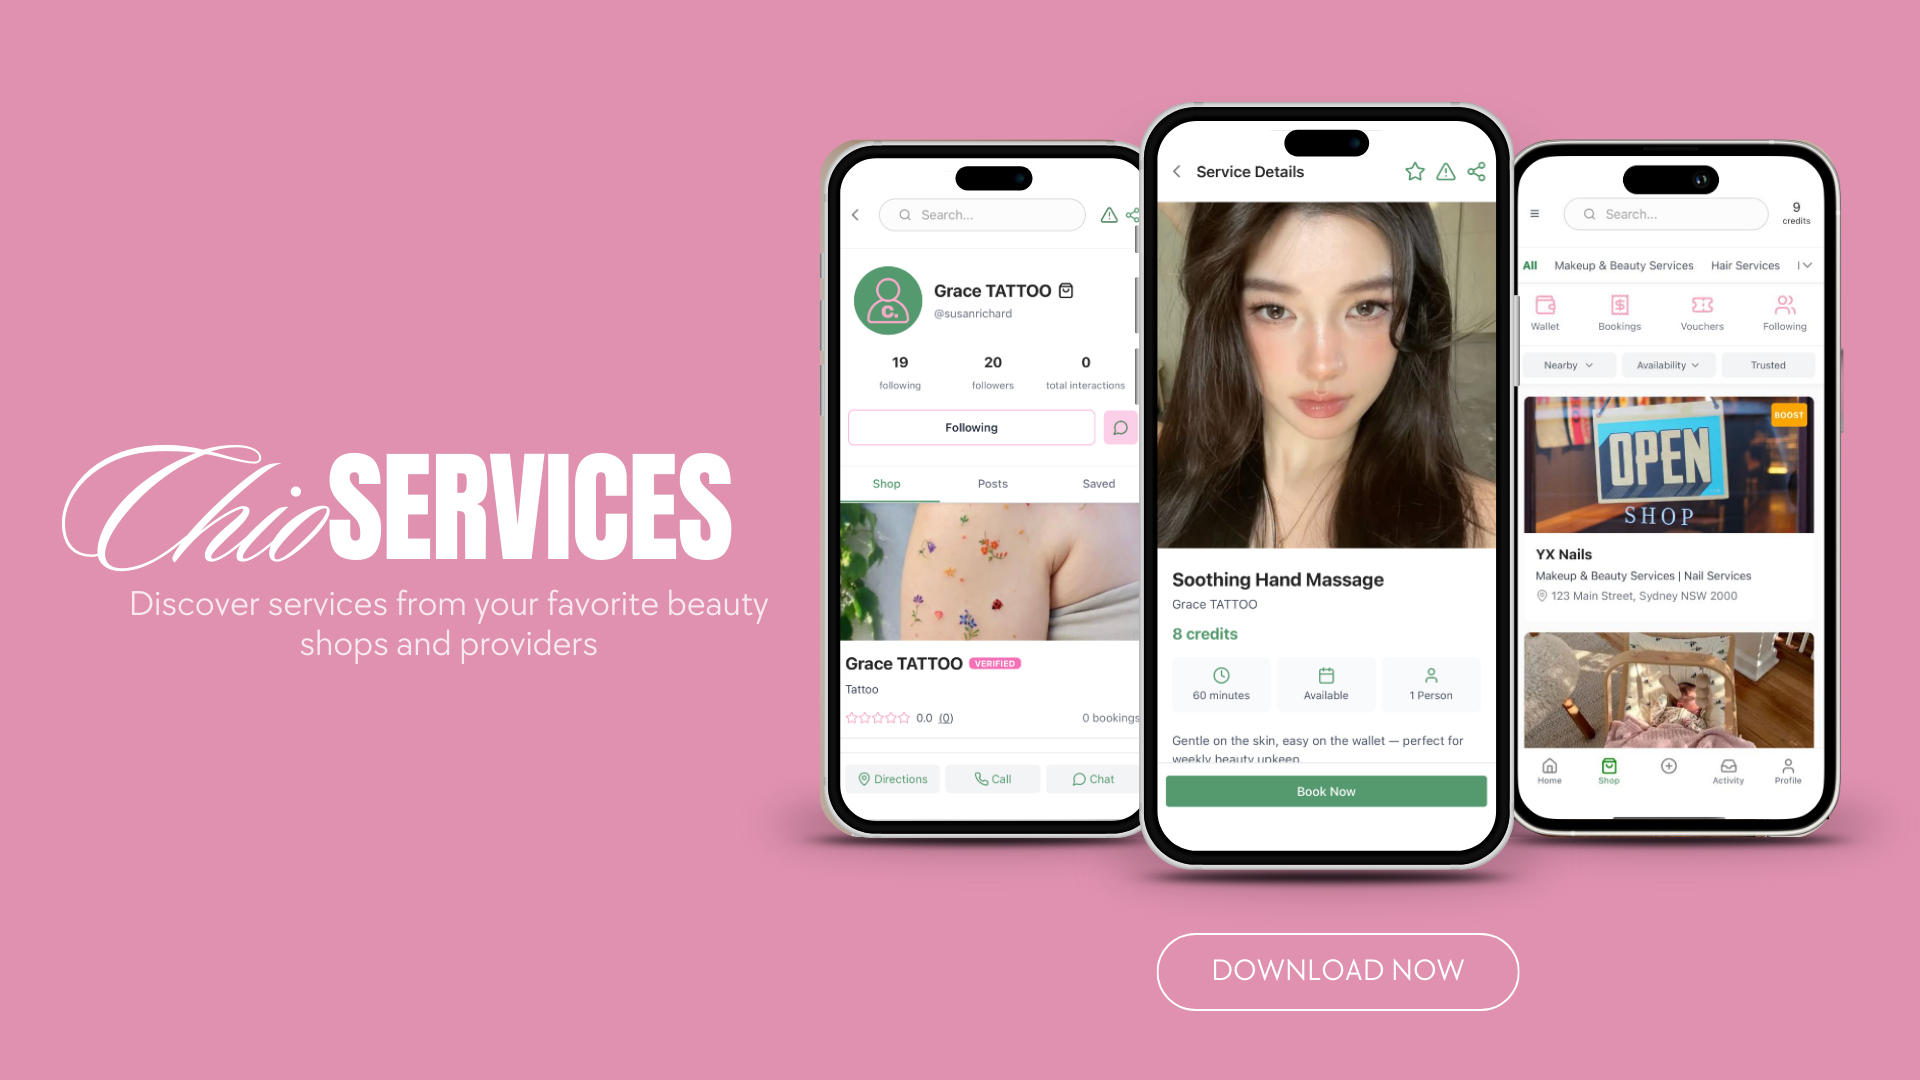 Chio SERVICES
Discover services from your favorite beauty
shops and providers
Search...
Grace TATTOO
@susanrichard
19 20 0
following followers total interactions
Following
Shop Posts Saved
Grace TATTOO VERIFIED
Tattoo
0.0 (0) 0 bookings
Directions Call Chat
Service Details
Soothing Hand Massage
Grace TATTOO
8 credits
60 minutes Available 1 Person
Gentle on the skin, easy on the wallet — perfect for
weekly beauty upkeep
Book Now
Search... 9
credits
All Makeup & Beauty Services Hair Services
Wallet Bookings Vouchers Following
Nearby Availability Trusted
BOOST
OPEN
SHOP
YX Nails
Makeup & Beauty Services | Nail Services
123 Main Street, Sydney NSW 2000
Home Shop Activity Profile
DOWNLOAD NOW